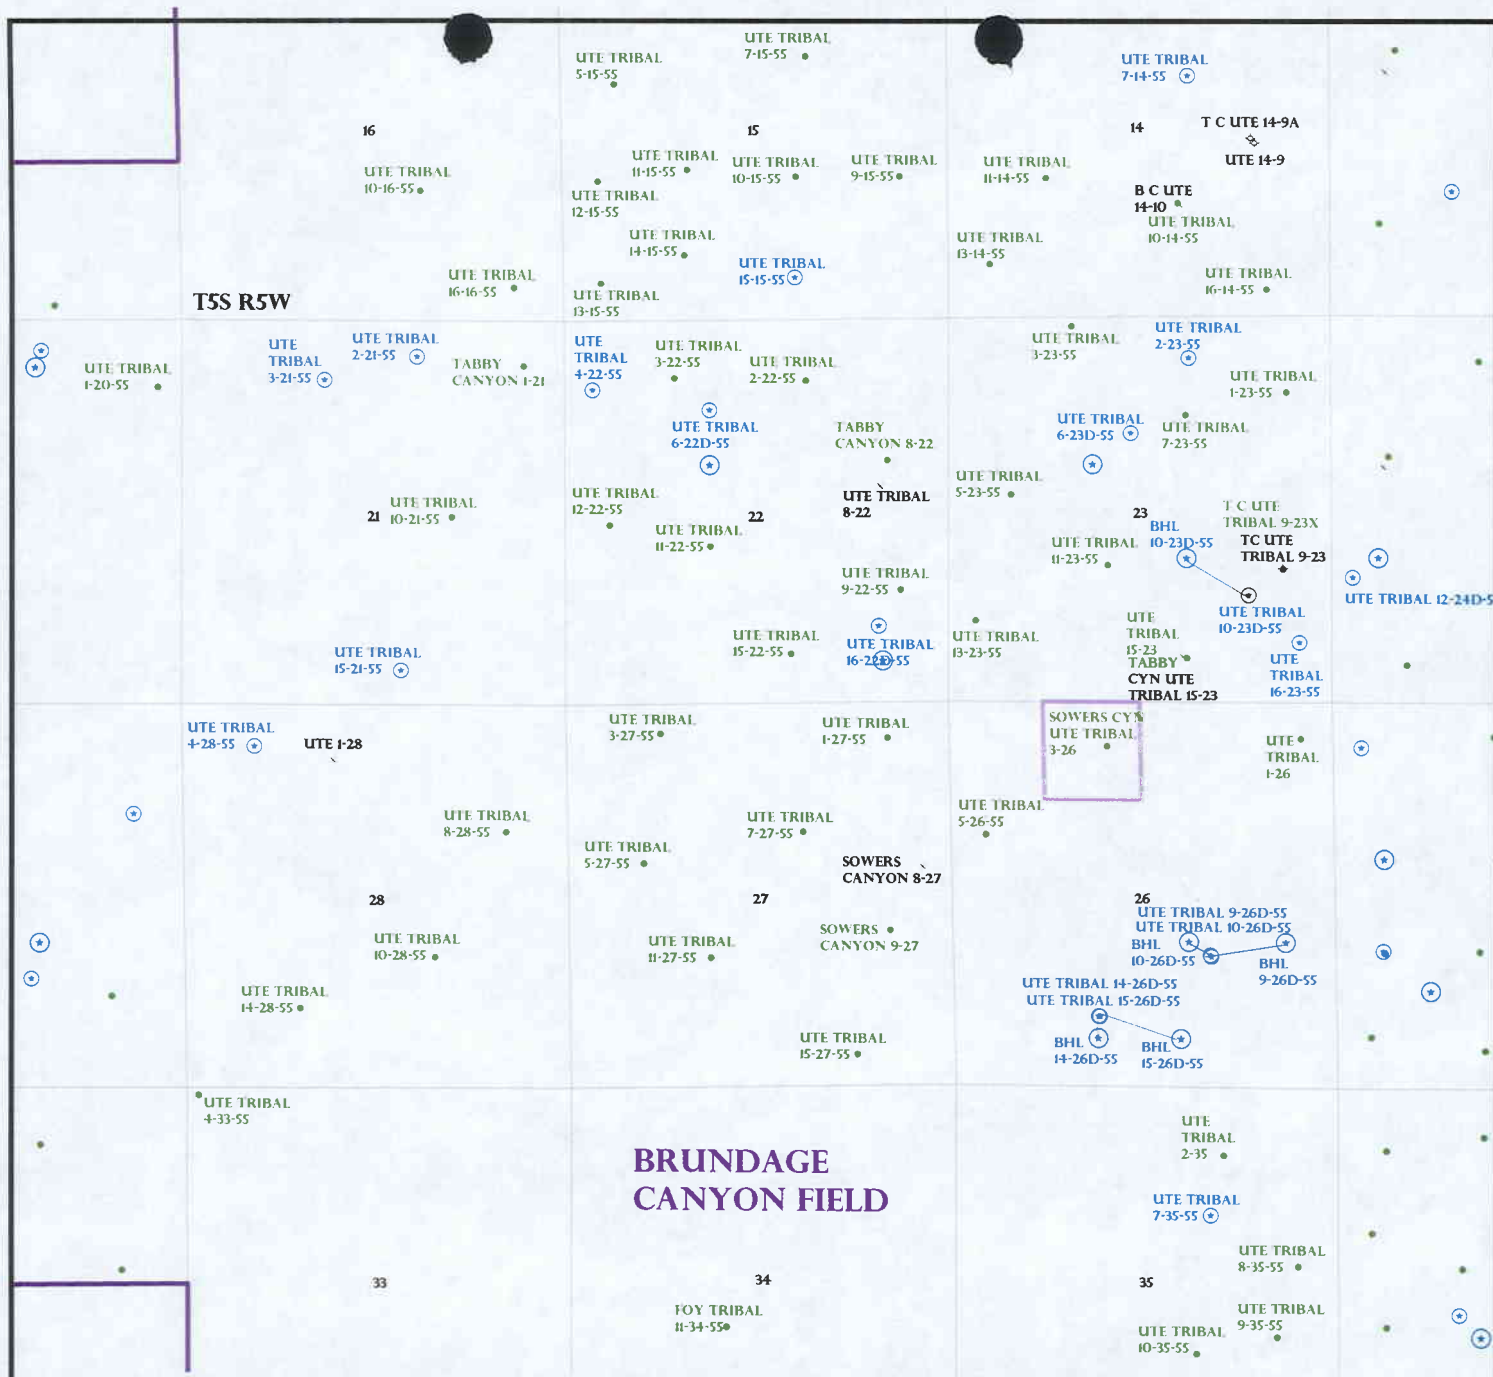 UTE TRIBAL
5-15-55
UTE TRIBAL
7-15-55
UTE TRIBAL
7-14-55
16
15
14
T C UTE 14-9A
UTE 14-9
UTE TRIBAL
10-16-55
UTE TRIBAL
11-15-55
UTE TRIBAL
10-15-55
UTE TRIBAL
9-15-55
UTE TRIBAL
11-14-55
UTE TRIBAL
12-15-55
B C UTE
14-10
UTE TRIBAL
10-14-55
UTE TRIBAL
14-15-55
UTE TRIBAL
15-15-55
UTE TRIBAL
13-14-55
UTE TRIBAL
16-16-55
UTE TRIBAL
13-15-55
UTE TRIBAL
16-14-55
T5S R5W
UTE TRIBAL
1-20-55
UTE
TRIBAL
3-21-55
UTE TRIBAL
2-21-55
TABBY
CANYON 1-21
UTE
TRIBAL
4-22-55
UTE TRIBAL
3-22-55
UTE TRIBAL
2-22-55
UTE TRIBAL
3-23-55
UTE TRIBAL
2-23-55
UTE TRIBAL
1-23-55
UTE TRIBAL
6-22D-55
TABBY
CANYON 8-22
UTE TRIBAL
6-23D-55
UTE TRIBAL
7-23-55
UTE TRIBAL
5-23-55
UTE TRIBAL
8-22
21
UTE TRIBAL
10-21-55
UTE TRIBAL
12-22-55
22
23
T C UTE
TRIBAL 9-23X
TC UTE
TRIBAL 9-23
BHL
10-23D-55
UTE TRIBAL
11-22-55
UTE TRIBAL
11-23-55
UTE TRIBAL
9-22-55
UTE TRIBAL 12-24D-5
UTE TRIBAL
10-23D-55
UTE TRIBAL
15-21-55
UTE TRIBAL
15-22-55
UTE TRIBAL
16-22D-55
UTE TRIBAL
13-23-55
UTE
TRIBAL
15-23
TABBY
CYN UTE
TRIBAL 15-23
UTE
TRIBAL
16-23-55
UTE TRIBAL
4-28-55
UTE 1-28
UTE TRIBAL
3-27-55
UTE TRIBAL
1-27-55
SOWERS CYN
UTE TRIBAL
3-26
UTE
TRIBAL
1-26
UTE TRIBAL
8-28-55
UTE TRIBAL
5-27-55
UTE TRIBAL
7-27-55
UTE TRIBAL
5-26-55
SOWERS
CANYON 8-27
28
27
26
UTE TRIBAL 9-26D-55
UTE TRIBAL 10-26D-55
BHL
10-26D-55
BHL
9-26D-55
UTE TRIBAL
10-28-55
UTE TRIBAL
11-27-55
SOWERS
CANYON 9-27
UTE TRIBAL
14-28-55
UTE TRIBAL 14-26D-55
UTE TRIBAL 15-26D-55
UTE TRIBAL
15-27-55
BHL
14-26D-55
BHL
15-26D-55
UTE TRIBAL
4-33-55
UTE
TRIBAL
2-35
BRUNDAGE
CANYON FIELD
UTE TRIBAL
7-35-55
UTE TRIBAL
8-35-55
33
34
35
FOY TRIBAL
11-34-55
UTE TRIBAL
10-35-55
UTE TRIBAL
9-35-55